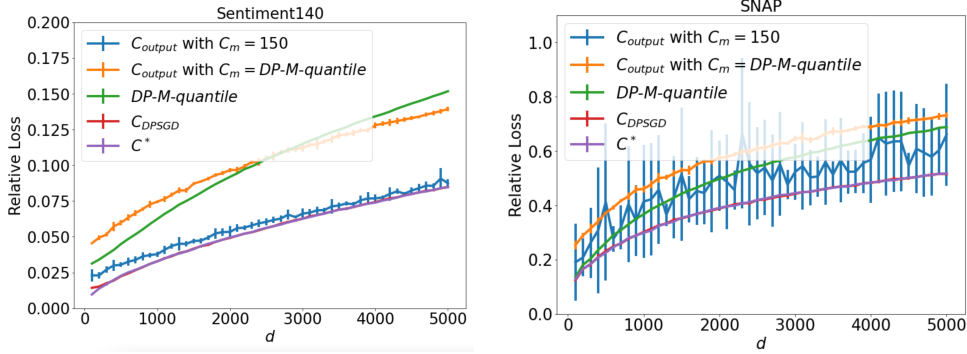 Sentiment140
Relative Loss
0.200
0.175
0.150
0.125
0.100
0.075
0.050
0.025
0.000
C_output with C_m = 150
C_output with C_m = DP-M-quantile
DP-M-quantile
C_DPSGD
C*
0 1000 2000 3000 4000 5000
d
SNAP
Relative Loss
1.0
0.8
0.6
0.4
0.2
0.0
C_output with C_m = 150
C_output with C_m = DP-M-quantile
DP-M-quantile
C_DPSGD
C*
0 1000 2000 3000 4000 5000
d